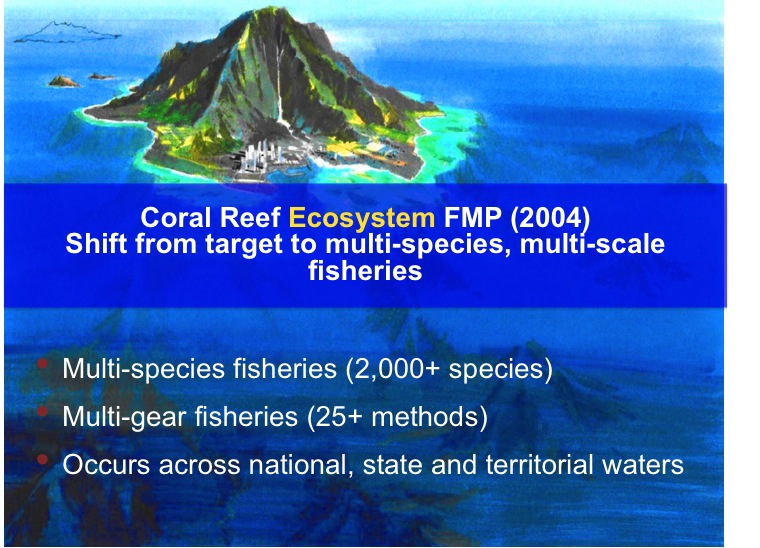 Coral Reef Ecosystem FMP (2004)
Shift from target to multi-species, multi-scale
fisheries
• Multi-species fisheries (2,000+ species)
• Multi-gear fisheries (25+ methods)
• Occurs across national, state and territorial waters